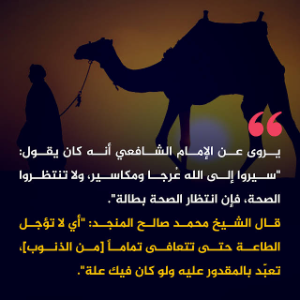 يروى عن الإمام الشافعي أنه كان يقول:
"سيروا إلى الله عُرجا ومكاسير، ولا تنتظروا
الصحة، فإن انتظار الصحة بطالة".
قال الشيخ محمد صالح المنجد: "أي لا تؤجل
الطاعة حتى تتعافى تماماً [من الذنوب]،
تعبّد بالمقدور عليه ولو كان فيك علة".